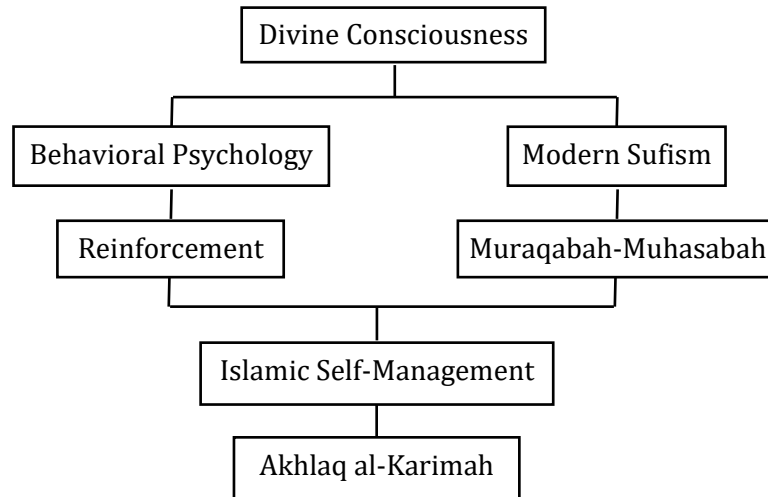 Divine Consciousness
Behavioral Psychology
Modern Sufism
Reinforcement
Muraqabah-Muhasabah
Islamic Self-Management
Akhlaq al-Karimah